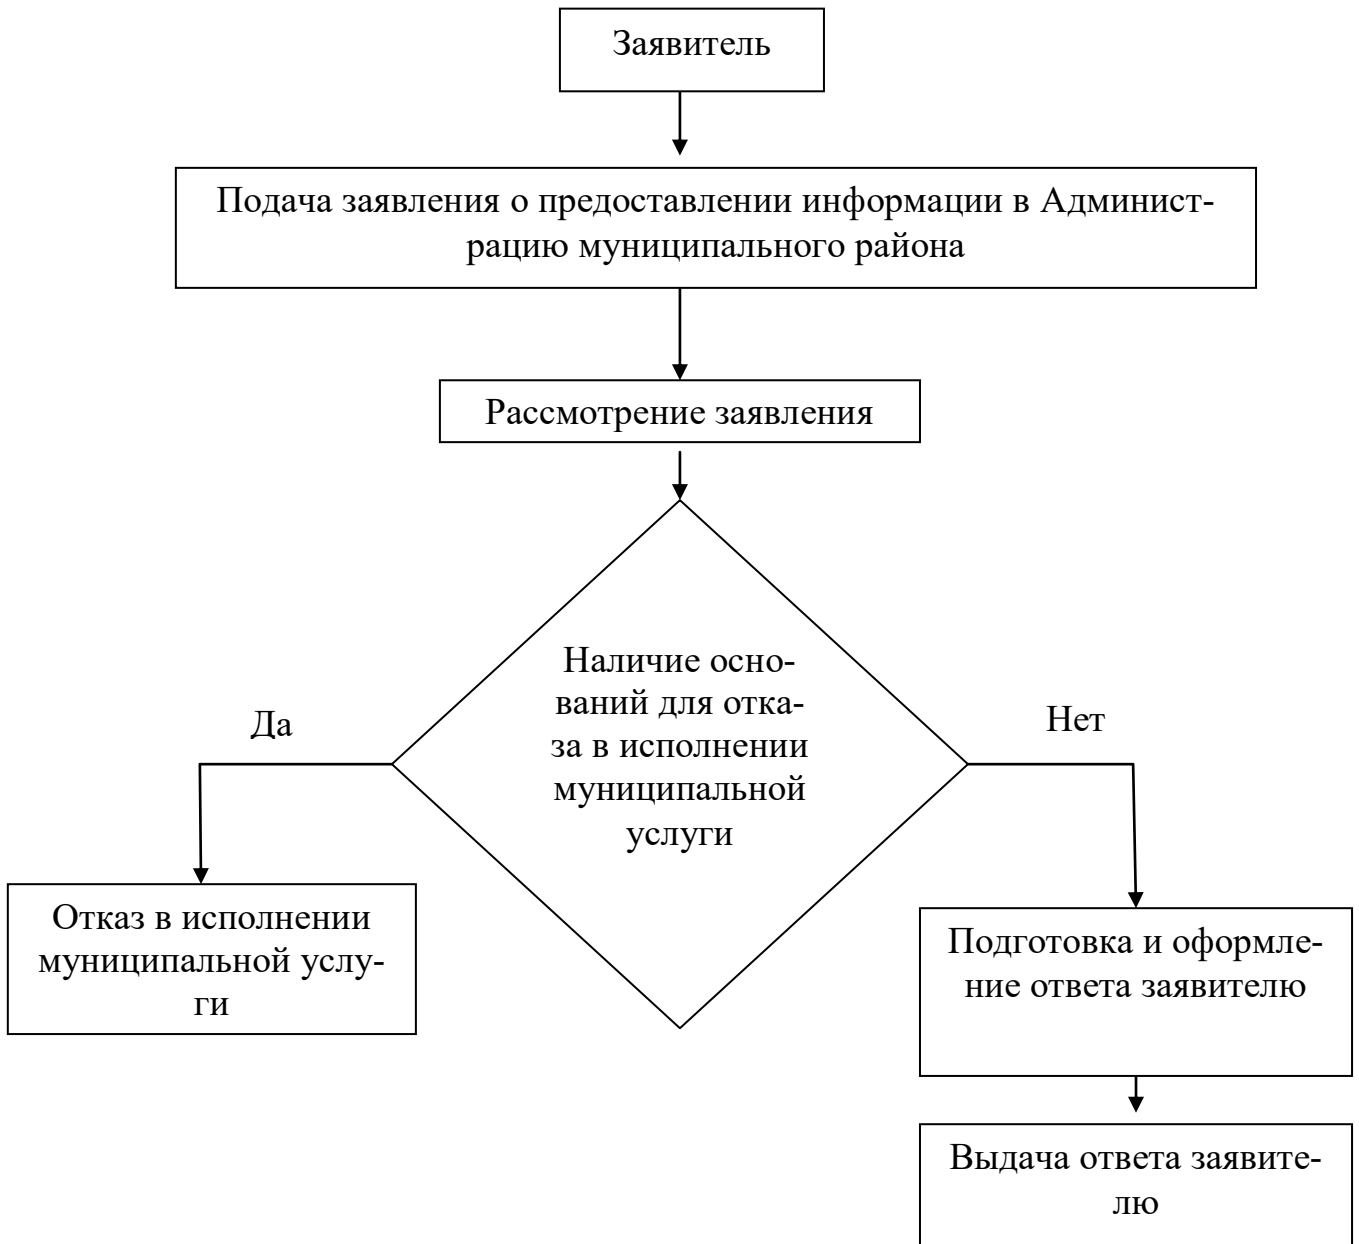 Заявитель
Подача заявления о предоставлении информации в Админист-
рацию муниципального района
Рассмотрение заявления
Наличие осно-
ваний для отка-
за в исполнении
муниципальной
услуги
Да
Нет
Отказ в исполнении
муниципальной услу-
ги
Подготовка и оформле-
ние ответа заявителю
Выдача ответа заявите-
лю